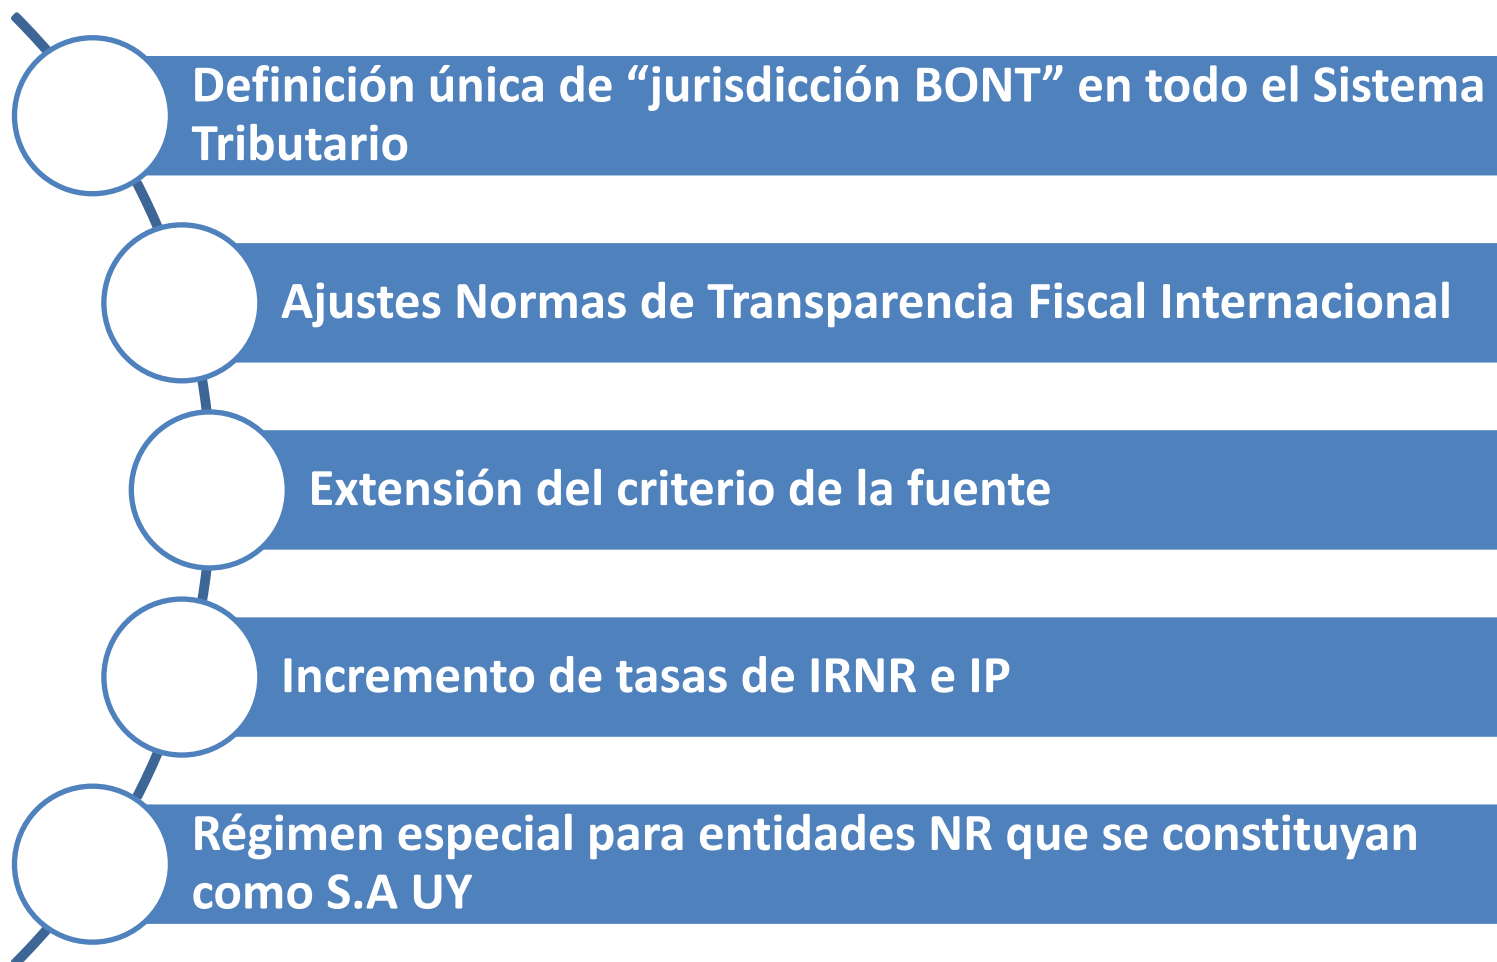 Definición única de “jurisdicción BONT” en todo el Sistema
Tributario
Ajustes Normas de Transparencia Fiscal Internacional
Extensión del criterio de la fuente
Incremento de tasas de IRNR e IP
Régimen especial para entidades NR que se constituyan
como S.A UY